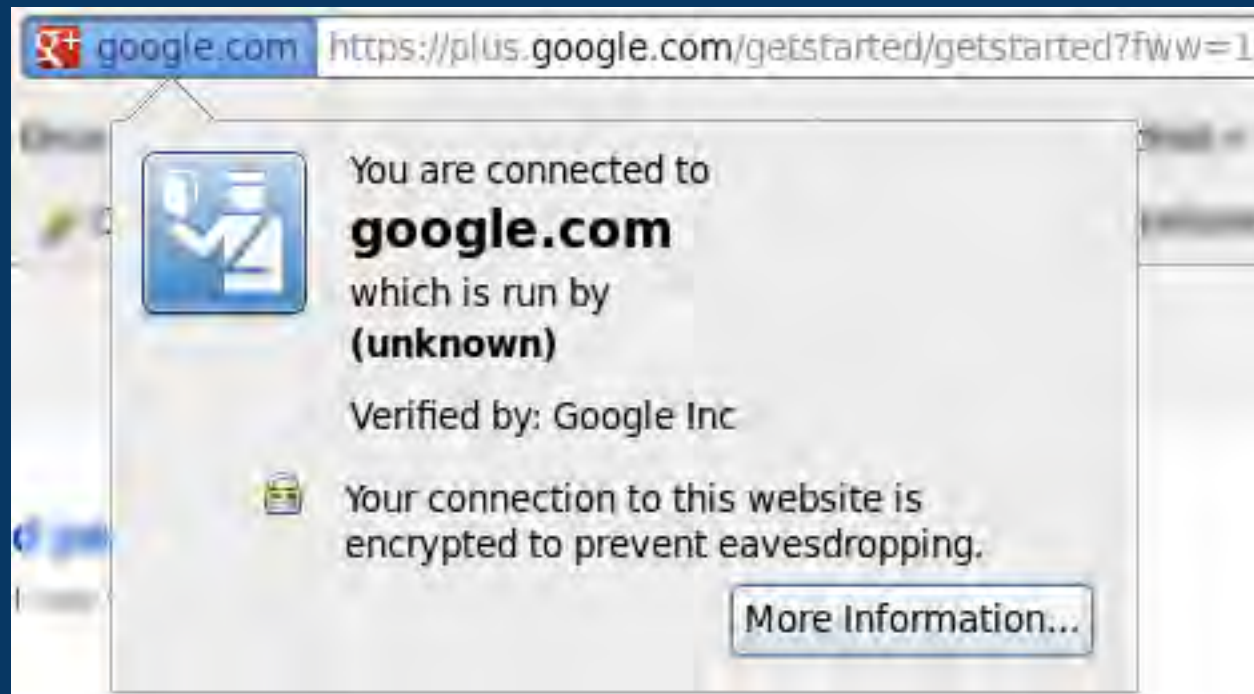 g+ google.com https://plus.google.com/getstarted/getstarted?fww=1
You are connected to
google.com
which is run by
(unknown)
Verified by: Google Inc
Your connection to this website is
encrypted to prevent eavesdropping.
More Information...